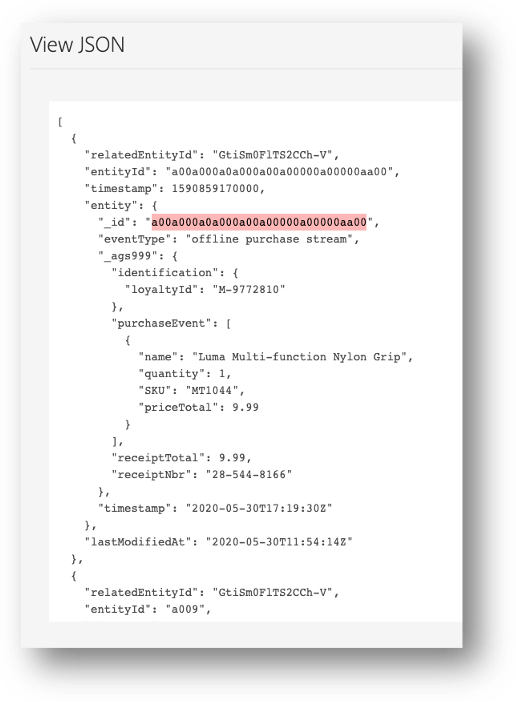 View JSON
[
{
"relatedEntityId": "GtiSm0FlTS2CCh-V",
"entityId": "a00a000a0a000a00a00000a00000aa00",
"timestamp": 1590859170000,
"entity": {
"_id": "a00a000a0a000a00a00000a00000aa00",
"eventType": "offline purchase stream",
"_ags999": {
"identification": {
"loyaltyId": "M-9772810"
},
"purchaseEvent": [
{
"name": "Luma Multi-function Nylon Grip",
"quantity": 1,
"SKU": "MT1044",
"priceTotal": 9.99
}
],
"receiptTotal": 9.99,
"receiptNbr": "28-544-8166"
},
"timestamp": "2020-05-30T17:19:30Z"
},
"lastModifiedAt": "2020-05-30T11:54:14Z"
},
{
"relatedEntityId": "GtiSm0FlTS2CCh-V",
"entityId": "a009",